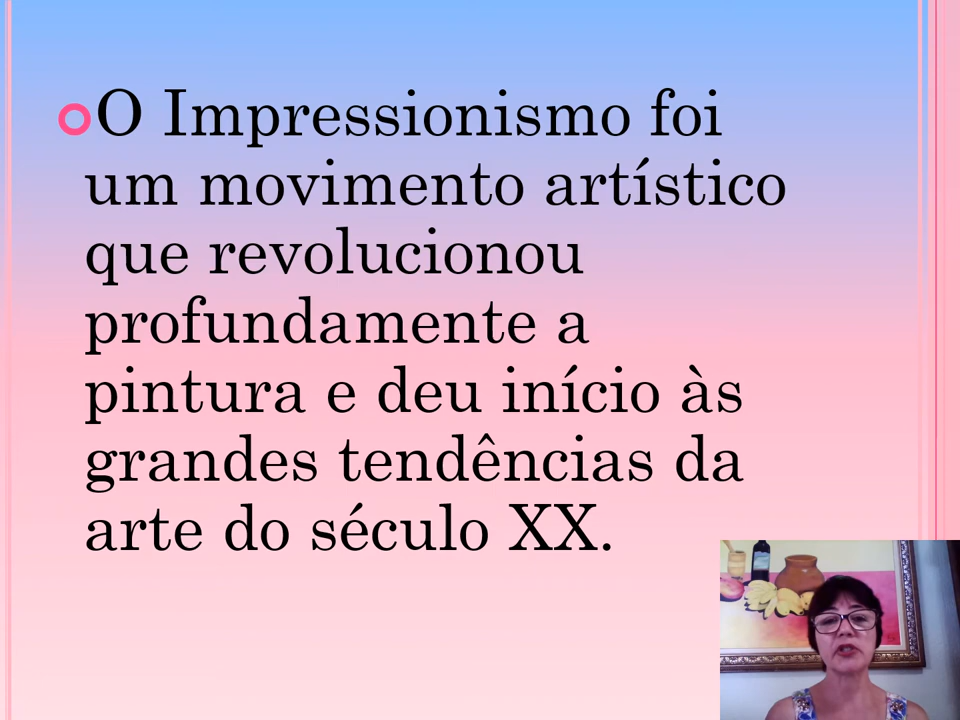 O Impressionismo foi
um movimento artístico
que revolucionou
profundamente a
pintura e deu início às
grandes tendências da
arte do século XX.